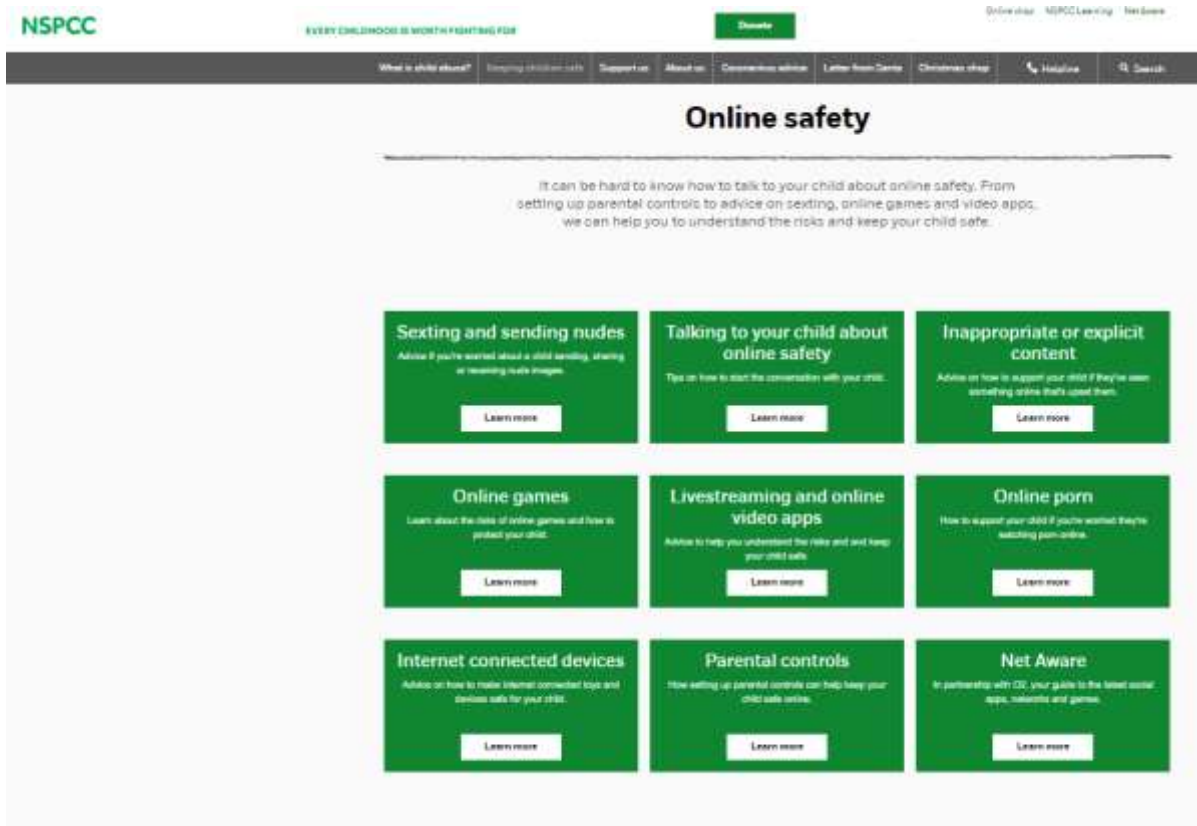 Online shop NSPCC Learning Net Aware
NSPCC
EVERY CHILDHOOD IS WORTH FIGHTING FOR
Donate
What is child abuse? Keeping children safe Support us About us Coronavirus advice Letter from Santa Christmas shop Helpline Search
Online safety
It can be hard to know how to talk to your child about online safety. From
setting up parental controls to advice on sexting, online games and video apps,
we can help you to understand the risks and keep your child safe.
Sexting and sending nudes
Advice if you're worried about a child sending, sharing
or receiving nude images.
Learn more
Talking to your child about
online safety
Tips on how to start the conversation with your child.
Learn more
Inappropriate or explicit
content
Advice on how to support your child if they've seen
something online that's upset them.
Learn more
Online games
Learn about the risks of online games and how to
protect your child.
Learn more
Livestreaming and online
video apps
Advice to help you understand the risks and and keep
your child safe.
Learn more
Online porn
How to support your child if you're worried they're
watching porn online.
Learn more
Internet connected devices
Advice on how to make internet connected toys and
devices safe for your child.
Learn more
Parental controls
How setting up parental controls can help keep your
child safe online.
Learn more
Net Aware
In partnership with O2, your guide to the latest social
apps, networks and games.
Learn more